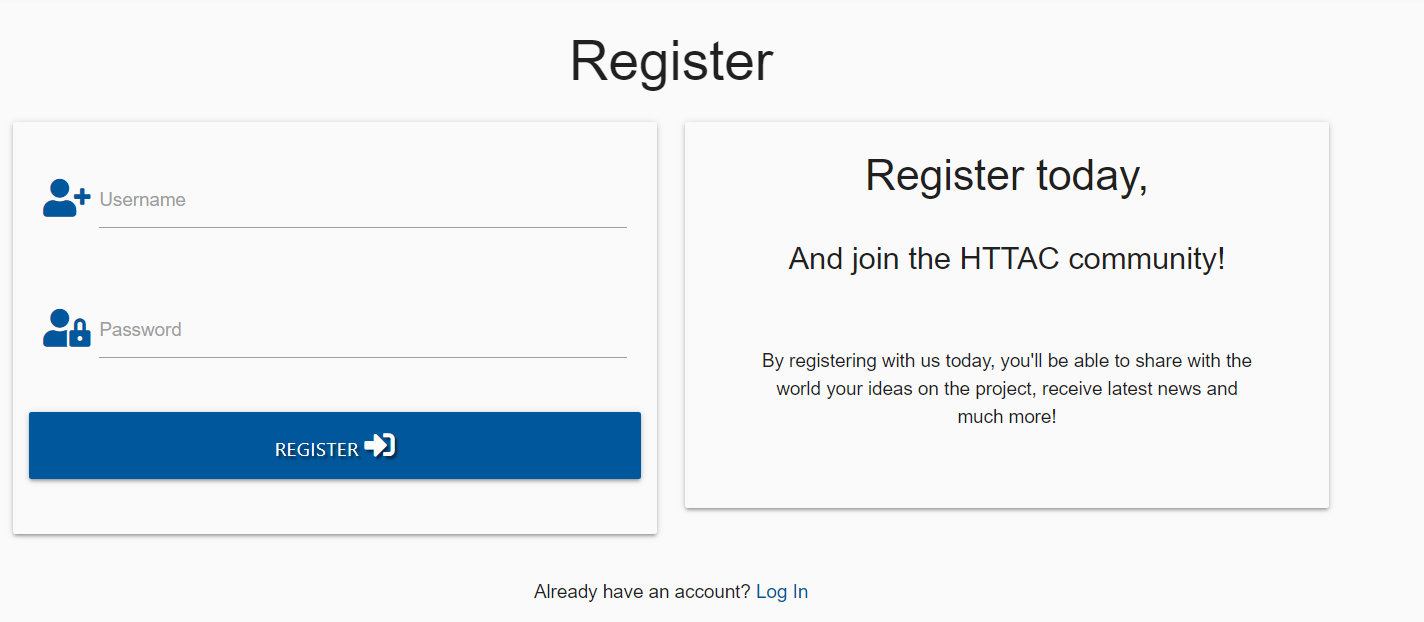 Register
Username
Password
REGISTER
Register today,
And join the HTTAC community!
By registering with us today, you'll be able to share with the
world your ideas on the project, receive latest news and
much more!
Already have an account? Log In